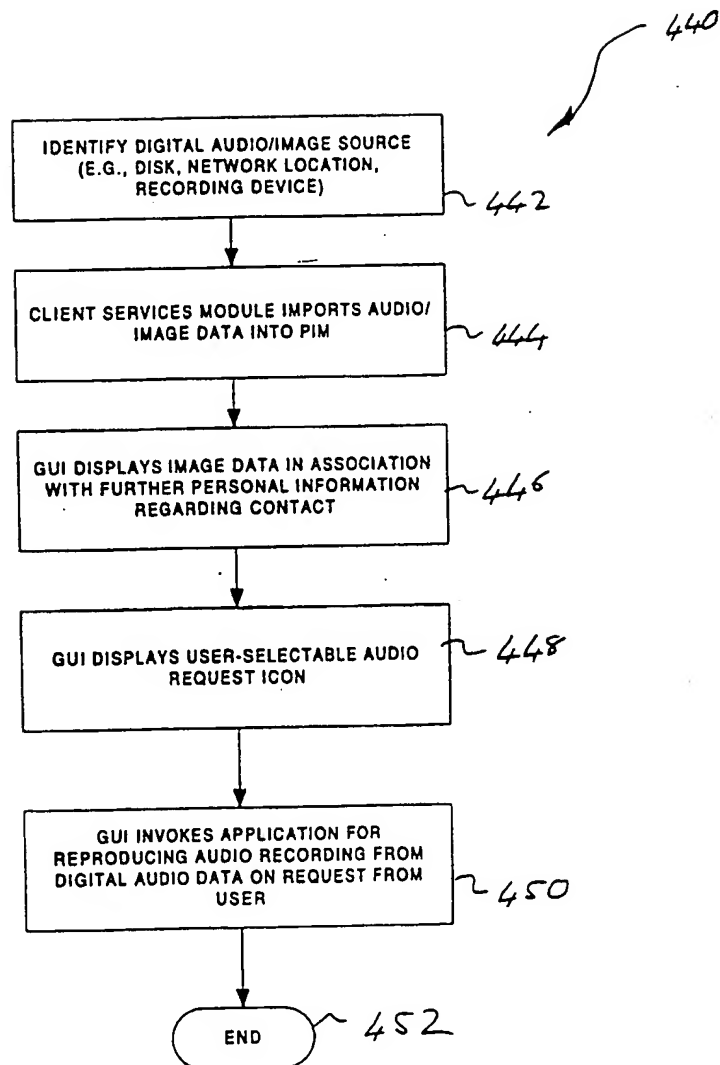 440
IDENTIFY DIGITAL AUDIO/IMAGE SOURCE
(E.G., DISK, NETWORK LOCATION,
RECORDING DEVICE)
442
CLIENT SERVICES MODULE IMPORTS AUDIO/
IMAGE DATA INTO PIM
444
GUI DISPLAYS IMAGE DATA IN ASSOCIATION
WITH FURTHER PERSONAL INFORMATION
REGARDING CONTACT
446
GUI DISPLAYS USER-SELECTABLE AUDIO
REQUEST ICON
448
GUI INVOKES APPLICATION FOR
REPRODUCING AUDIO RECORDING FROM
DIGITAL AUDIO DATA ON REQUEST FROM
USER
450
END
452